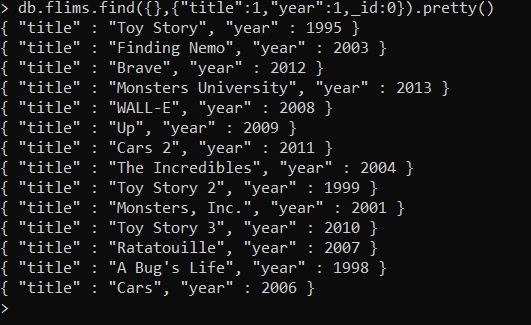 > db.flims.find({},{"title":1,"year":1,_id:0}).pretty()
{ "title" : "Toy Story", "year" : 1995 }
{ "title" : "Finding Nemo", "year" : 2003 }
{ "title" : "Brave", "year" : 2012 }
{ "title" : "Monsters University", "year" : 2013 }
{ "title" : "WALL-E", "year" : 2008 }
{ "title" : "Up", "year" : 2009 }
{ "title" : "Cars 2", "year" : 2011 }
{ "title" : "The Incredibles", "year" : 2004 }
{ "title" : "Toy Story 2", "year" : 1999 }
{ "title" : "Monsters, Inc.", "year" : 2001 }
{ "title" : "Toy Story 3", "year" : 2010 }
{ "title" : "Ratatouille", "year" : 2007 }
{ "title" : "A Bug's Life", "year" : 1998 }
{ "title" : "Cars", "year" : 2006 }
>